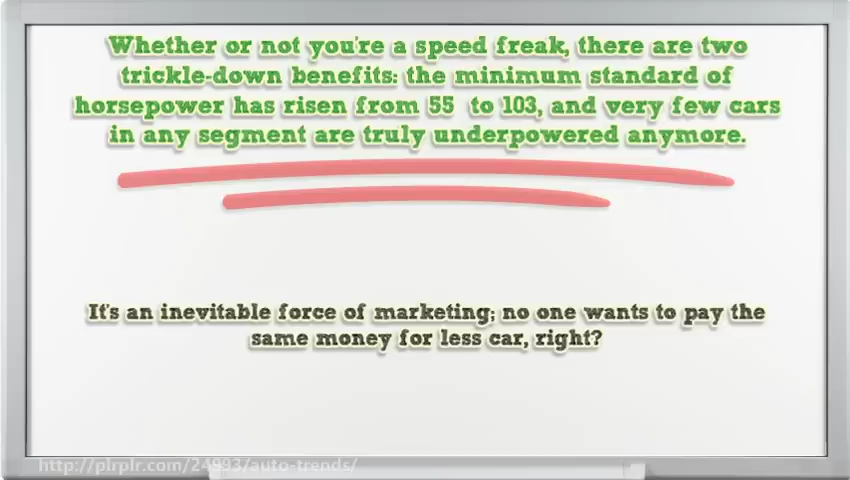 Whether or not you're a speed freak, there are two
trickle-down benefits: the minimum standard of
horsepower has risen from 55 to 103, and very few cars
in any segment are truly underpowered anymore.
It's an inevitable force of marketing; no one wants to pay the
same money for less car, right?
http://plrplr.com/24993/auto-trends/